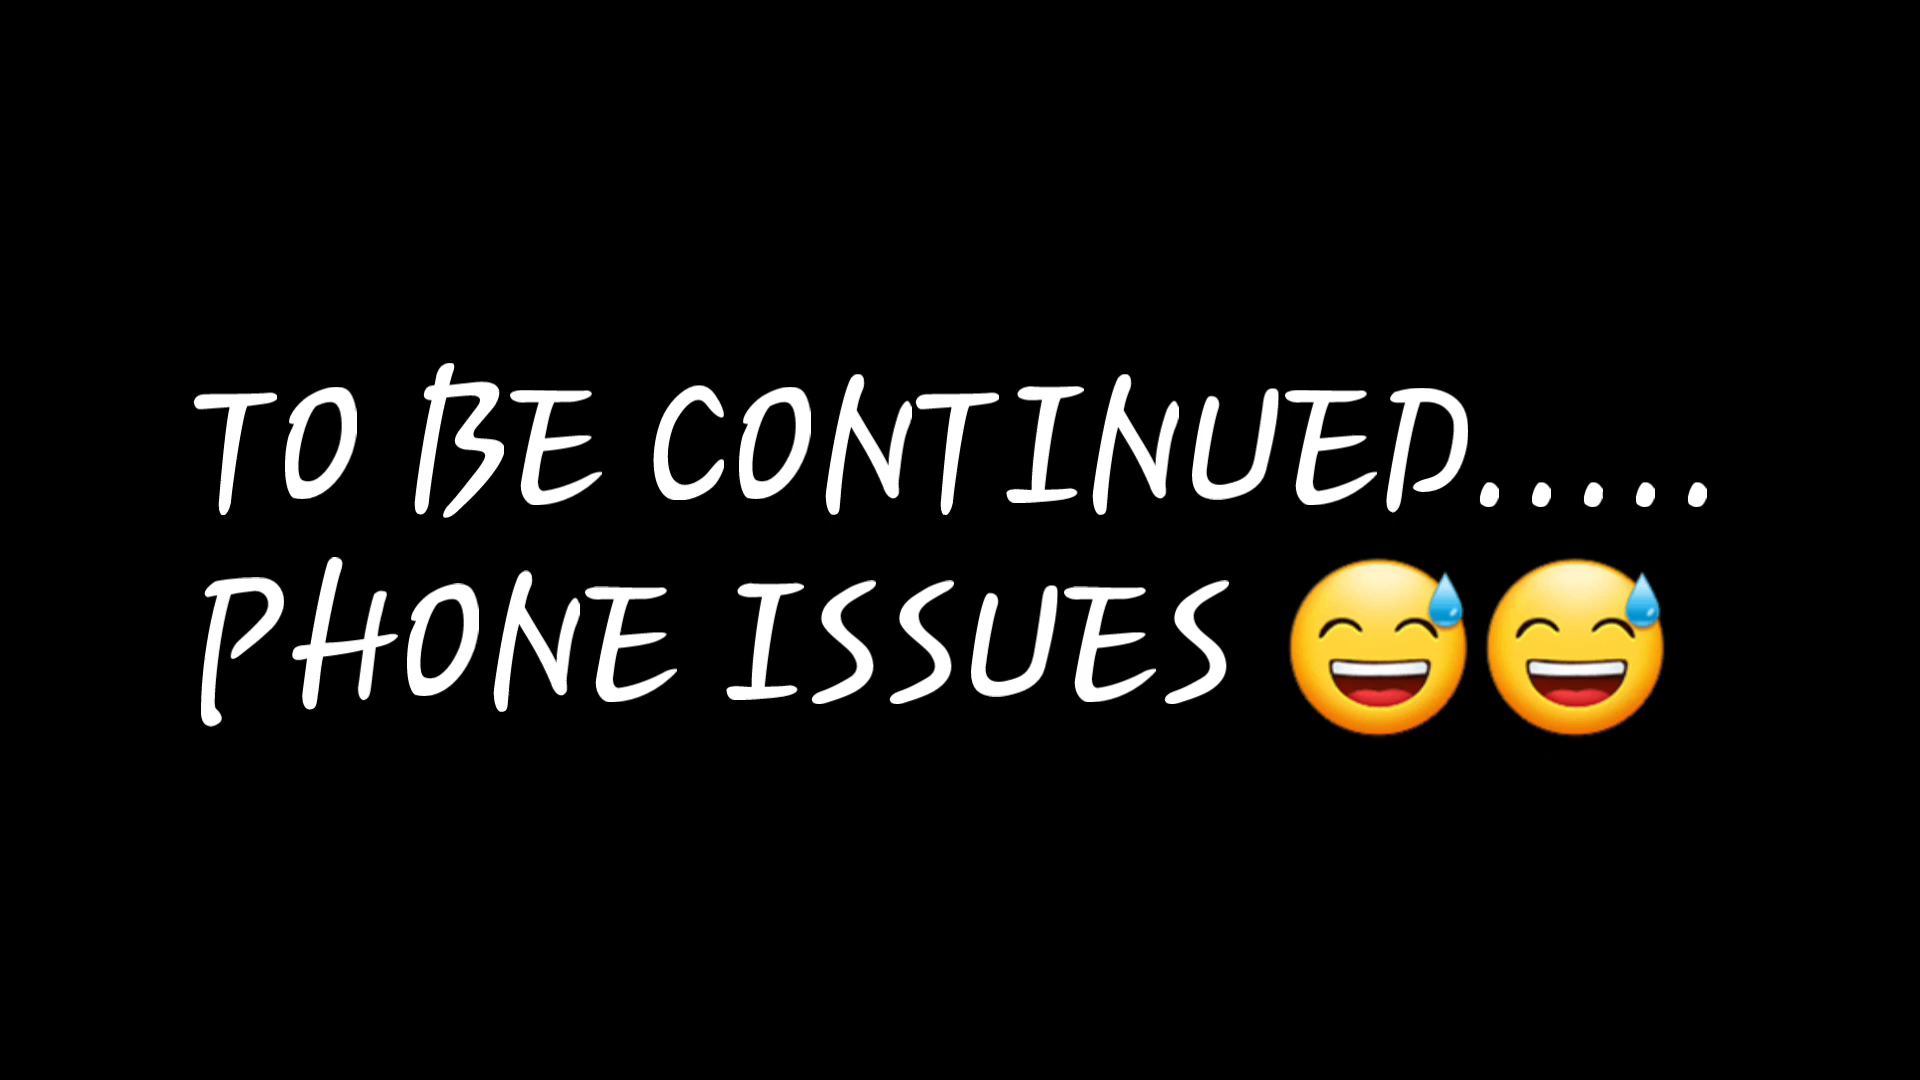 TO BE CONTINUED.....
PHONE ISSUES 😅😅